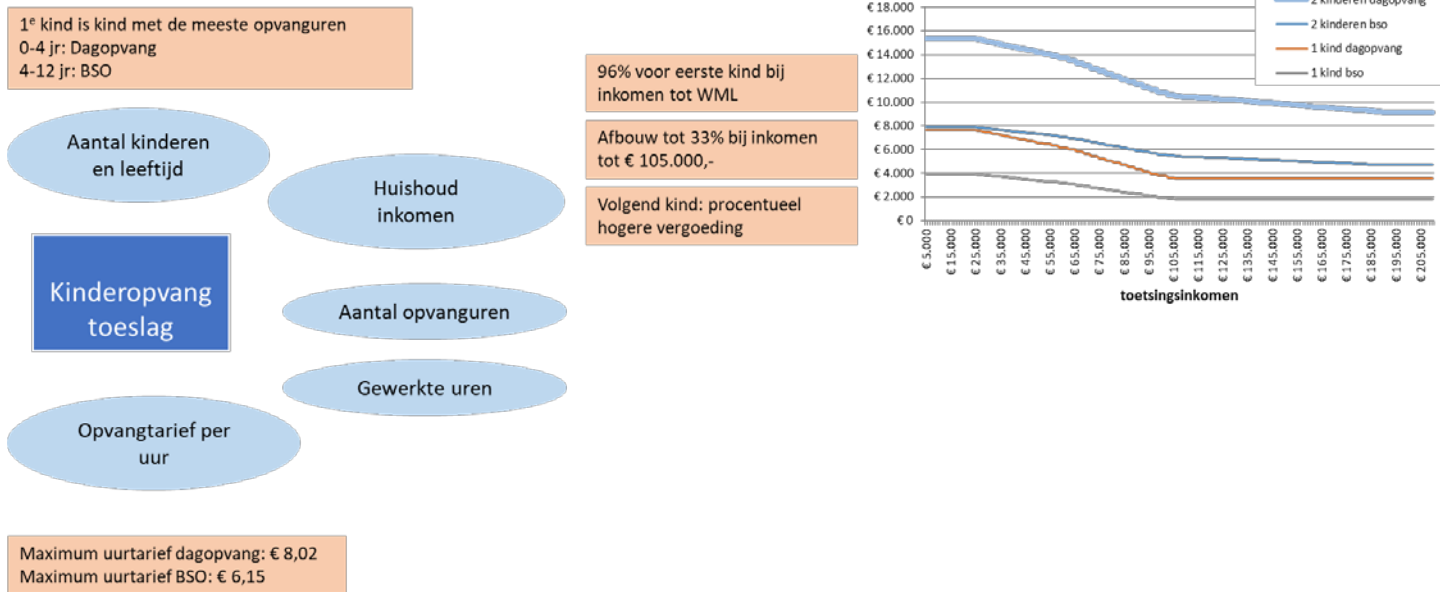 1e kind is kind met de meeste opvanguren
0-4 jr: Dagopvang
4-12 jr: BSO
Aantal kinderen
en leeftijd
Huishoud
inkomen
Kinderopvang
toeslag
Aantal opvanguren
Gewerkte uren
Opvangtarief per
uur
Maximum uurtarief dagopvang: € 8,02
Maximum uurtarief BSO: € 6,15
96% voor eerste kind bij
inkomen tot WML
Afbouw tot 33% bij inkomen
tot € 105.000,-
Volgend kind: procentueel
hogere vergoeding
€ 18.000
€ 16.000
€ 14.000
€ 12.000
€ 10.000
€ 8.000
€ 6.000
€ 4.000
€ 2.000
€ 0
2 kinderen dagopvang
2 kinderen bso
1 kind dagopvang
1 kind bso
€ 5.000
€ 15.000
€ 25.000
€ 35.000
€ 45.000
€ 55.000
€ 65.000
€ 75.000
€ 85.000
€ 95.000
€ 105.000
€ 115.000
€ 125.000
€ 135.000
€ 145.000
€ 155.000
€ 165.000
€ 175.000
€ 185.000
€ 195.000
€ 205.000
toetsingsinkomen